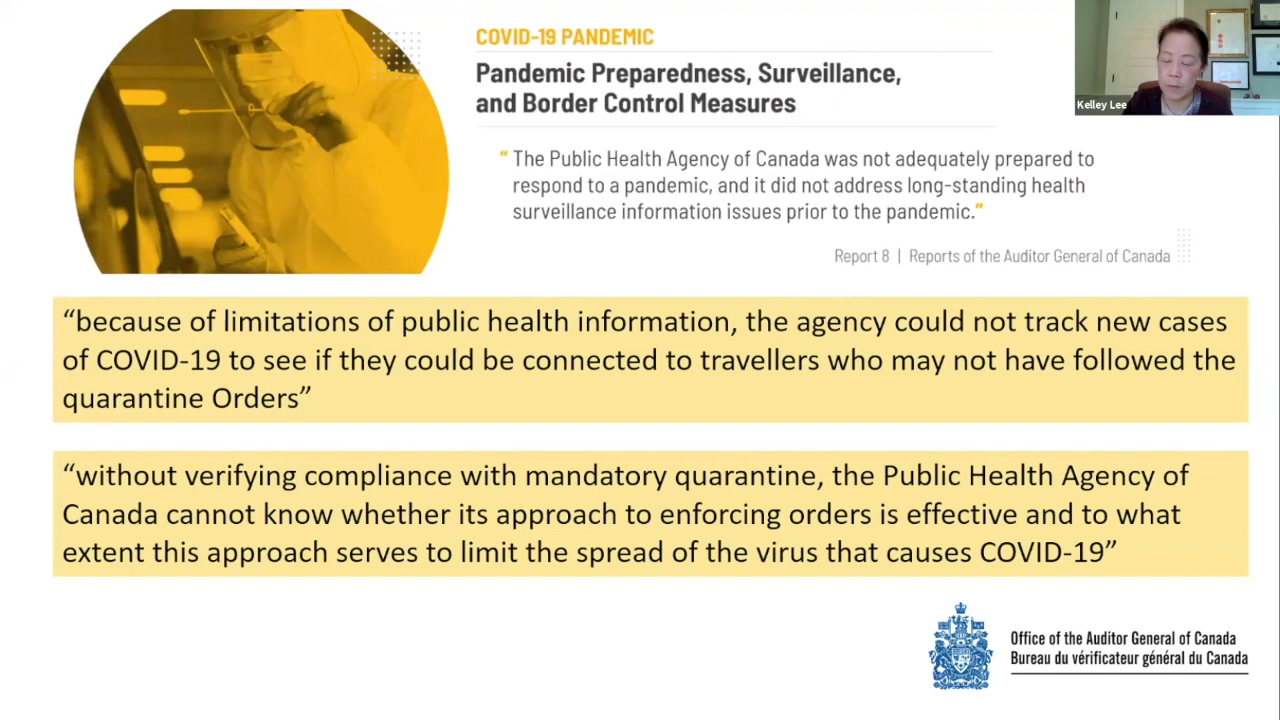 COVID-19 PANDEMIC
Pandemic Preparedness, Surveillance,
and Border Control Measures
“ The Public Health Agency of Canada was not adequately prepared to
respond to a pandemic, and it did not address long-standing health
surveillance information issues prior to the pandemic.”
Report 8 | Reports of the Auditor General of Canada
Kelley Lee
“because of limitations of public health information, the agency could not track new cases
of COVID-19 to see if they could be connected to travellers who may not have followed the
quarantine Orders”
“without verifying compliance with mandatory quarantine, the Public Health Agency of
Canada cannot know whether its approach to enforcing orders is effective and to what
extent this approach serves to limit the spread of the virus that causes COVID-19”
Office of the Auditor General of Canada
Bureau du vérificateur général du Canada